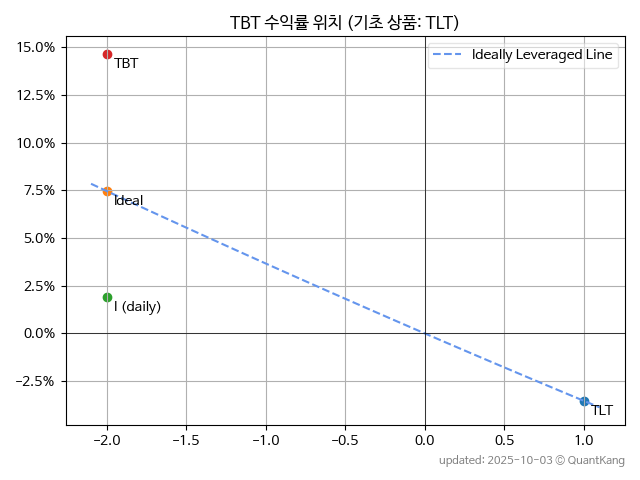 TBT 수익률 위치 (기초 상품: TLT)
15.0%
12.5%
10.0%
7.5%
5.0%
2.5%
0.0%
−2.5%
Ideally Leveraged Line
TBT
Ideal
I (daily)
TLT
−2.0
−1.5
−1.0
−0.5
0.0
0.5
1.0
updated: 2025-10-03 © QuantKang